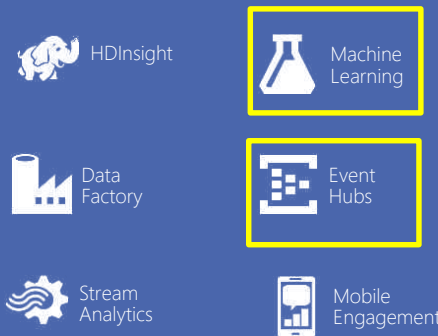 HDInsight
Machine
Learning
Data
Factory
Event
Hubs
Stream
Analytics
Mobile
Engagement